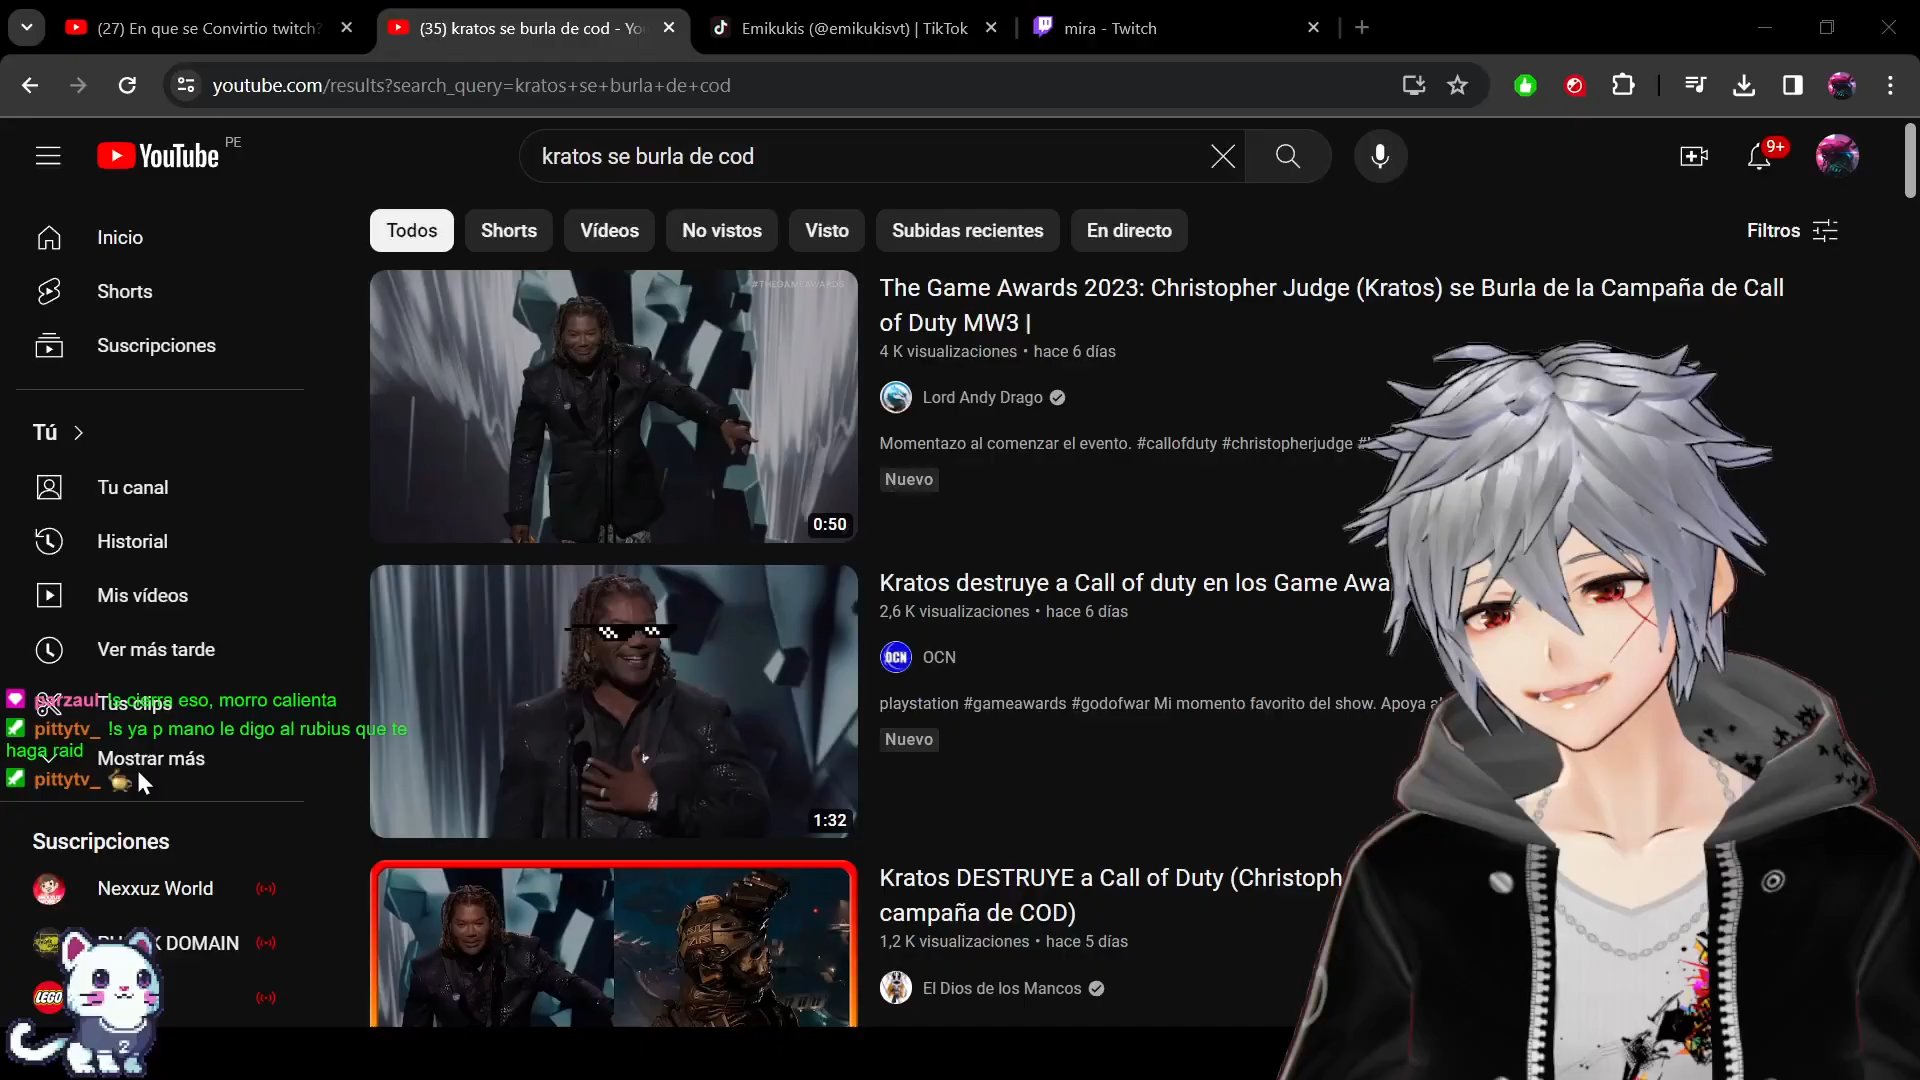 (27) En que se Convirtio twitch?
(35) kratos se burla de cod - Yo
Emikukis (@emikukisvt) | TikTok
mira - Twitch
youtube.com/results?search_query=kratos+se+burla+de+cod
YouTube PE
kratos se burla de cod
9+
Inicio
Shorts
Suscripciones
Tú
Tu canal
Historial
Mis vídeos
Ver más tarde
Tus clips
Mostrar más
parzaul !s cierra eso, morro calienta
pittytv_ !s ya p mano le digo al rubius que te
haga raid
pittytv_
Suscripciones
Nexxuz World
DOMAIN
LEGO
2
Todos
Shorts
Vídeos
No vistos
Visto
Subidas recientes
En directo
Filtros
#THEGAMEAWARDS
0:50
The Game Awards 2023: Christopher Judge (Kratos) se Burla de la Campaña de Call
of Duty MW3 |
4 K visualizaciones • hace 6 días
Lord Andy Drago
Momentazo al comenzar el evento. #callofduty #christopherjudge
Nuevo
1:32
Kratos destruye a Call of duty en los Game Awa
2,6 K visualizaciones • hace 6 días
OCN
OCN
playstation #gameawards #godofwar Mi momento favorito del show. Apoya
Nuevo
Kratos DESTRUYE a Call of Duty (Christoph
campaña de COD)
1,2 K visualizaciones • hace 5 días
El Dios de los Mancos